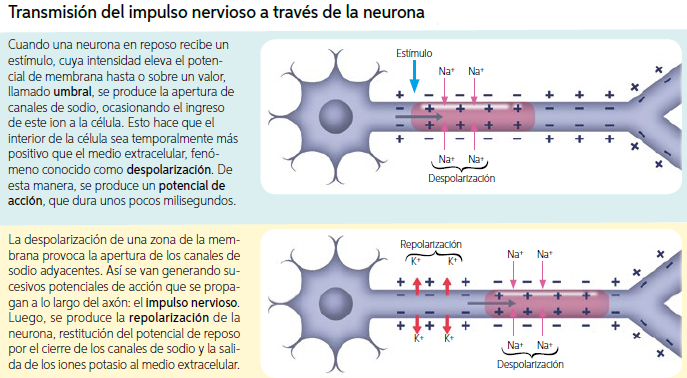 Transmisión del impulso nervioso a través de la neurona
Cuando una neurona en reposo recibe un
estímulo, cuya intensidad eleva el poten-
cial de membrana hasta o sobre un valor,
llamado umbral, se produce la apertura de
canales de sodio, ocasionando el ingreso
de este ion a la célula. Esto hace que el
interior de la célula sea temporalmente más
positivo que el medio extracelular, fenó-
meno conocido como despolarización. De
esta manera, se produce un potencial de
acción, que dura unos pocos milisegundos.
Estímulo
Na⁺ Na⁺
+ + - - - + + +
- - + + + - - -
- - + + + - - -
+ + - - - + + +
Na⁺ Na⁺
Despolarización
La despolarización de una zona de la mem-
brana provoca la apertura de los canales de
sodio adyacentes. Así se van generando su-
cesivos potenciales de acción que se propa-
gan a lo largo del axón: el impulso nervioso.
Luego, se produce la repolarización de la
neurona, restitución del potencial de reposo
por el cierre de los canales de sodio y la sali-
da de los iones potasio al medio extracelular.
Repolarización
K⁺ K⁺
Na⁺ Na⁺
K⁺ K⁺
Na⁺ Na⁺
Despolarización